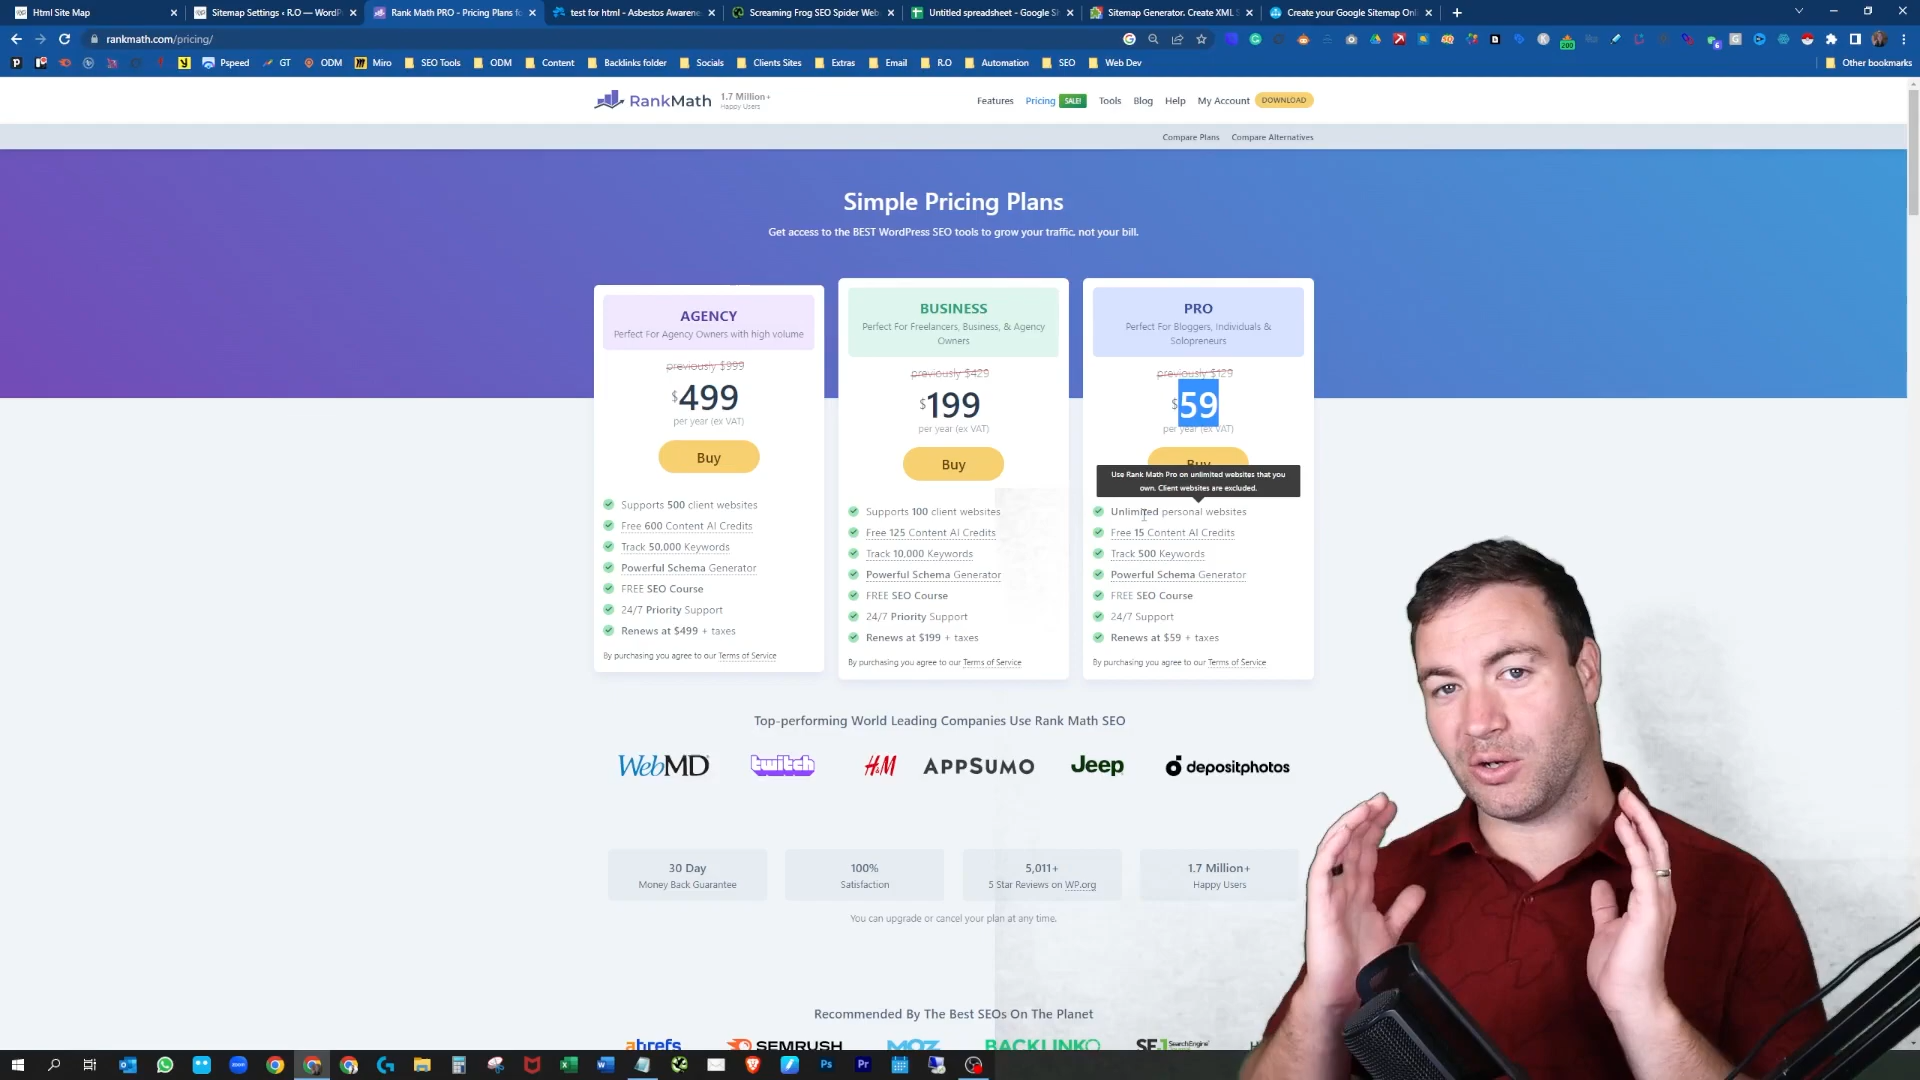 Html Site Map
Sitemap Settings ‹ R.O — WordP
Rank Math PRO - Pricing Plans fo
test for html - Asbestos Awarene
Screaming Frog SEO Spider Web
Untitled spreadsheet - Google Sh
Sitemap Generator. Create XML S
Create your Google Sitemap Onl
rankmath.com/pricing/
Pspeed
GT
ODM
Miro
SEO Tools
ODM
Content
Backlinks folder
Socials
Clients Sites
Extras
Email
R.O
Automation
SEO
Web Dev
Other bookmarks
RankMath
1.7 Million+
Happy Users
Features
Pricing
SALE!
Tools
Blog
Help
My Account
DOWNLOAD
Compare Plans
Compare Alternatives
Simple Pricing Plans
Get access to the BEST WordPress SEO tools to grow your traffic, not your bill.
AGENCY
Perfect For Agency Owners with high volume
previously $999
$499
per year (ex VAT)
Buy
Supports 500 client websites
Free 600 Content AI Credits
Track 50,000 Keywords
Powerful Schema Generator
FREE SEO Course
24/7 Priority Support
Renews at $499 + taxes
By purchasing you agree to our Terms of Service
BUSINESS
Perfect For Freelancers, Business, & Agency
Owners
previously $429
$199
per year (ex VAT)
Buy
Supports 100 client websites
Free 125 Content AI Credits
Track 10,000 Keywords
Powerful Schema Generator
FREE SEO Course
24/7 Priority Support
Renews at $199 + taxes
By purchasing you agree to our Terms of Service
PRO
Perfect For Bloggers, Individuals &
Solopreneurs
previously $129
$59
per year (ex VAT)
Buy
Use Rank Math Pro on unlimited websites that you
own. Client websites are excluded.
Unlimited personal websites
Free 15 Content AI Credits
Track 500 Keywords
Powerful Schema Generator
FREE SEO Course
24/7 Support
Renews at $59 + taxes
By purchasing you agree to our Terms of Service
Top-performing World Leading Companies Use Rank Math SEO
WebMD
twitch
H&M
APPSUMO
Jeep
depositphotos
30 Day
Money Back Guarantee
100%
Satisfaction
5,011+
5 Star Reviews on WP.org
1.7 Million+
Happy Users
You can upgrade or cancel your plan at any time.
Recommended By The Best SEOs On The Planet
ahrefs
SEMRUSH
MOZ
BACKLINKO
SEJ SearchEngine